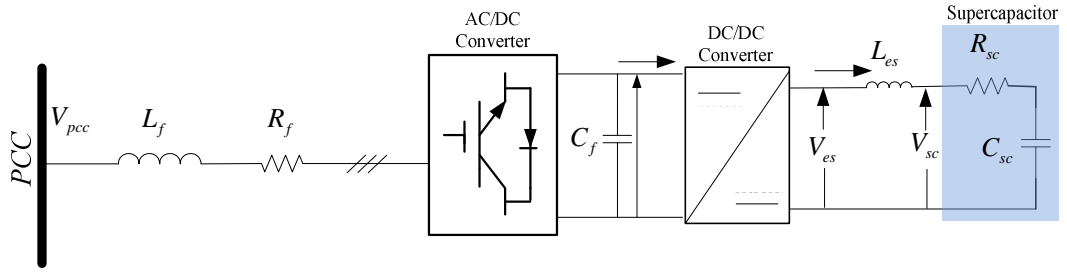 Supercapacitor
AC/DC
Converter
DC/DC
Converter
PCC
V_pcc
L_f
R_f
C_f
V_es
L_es
V_sc
R_sc
C_sc